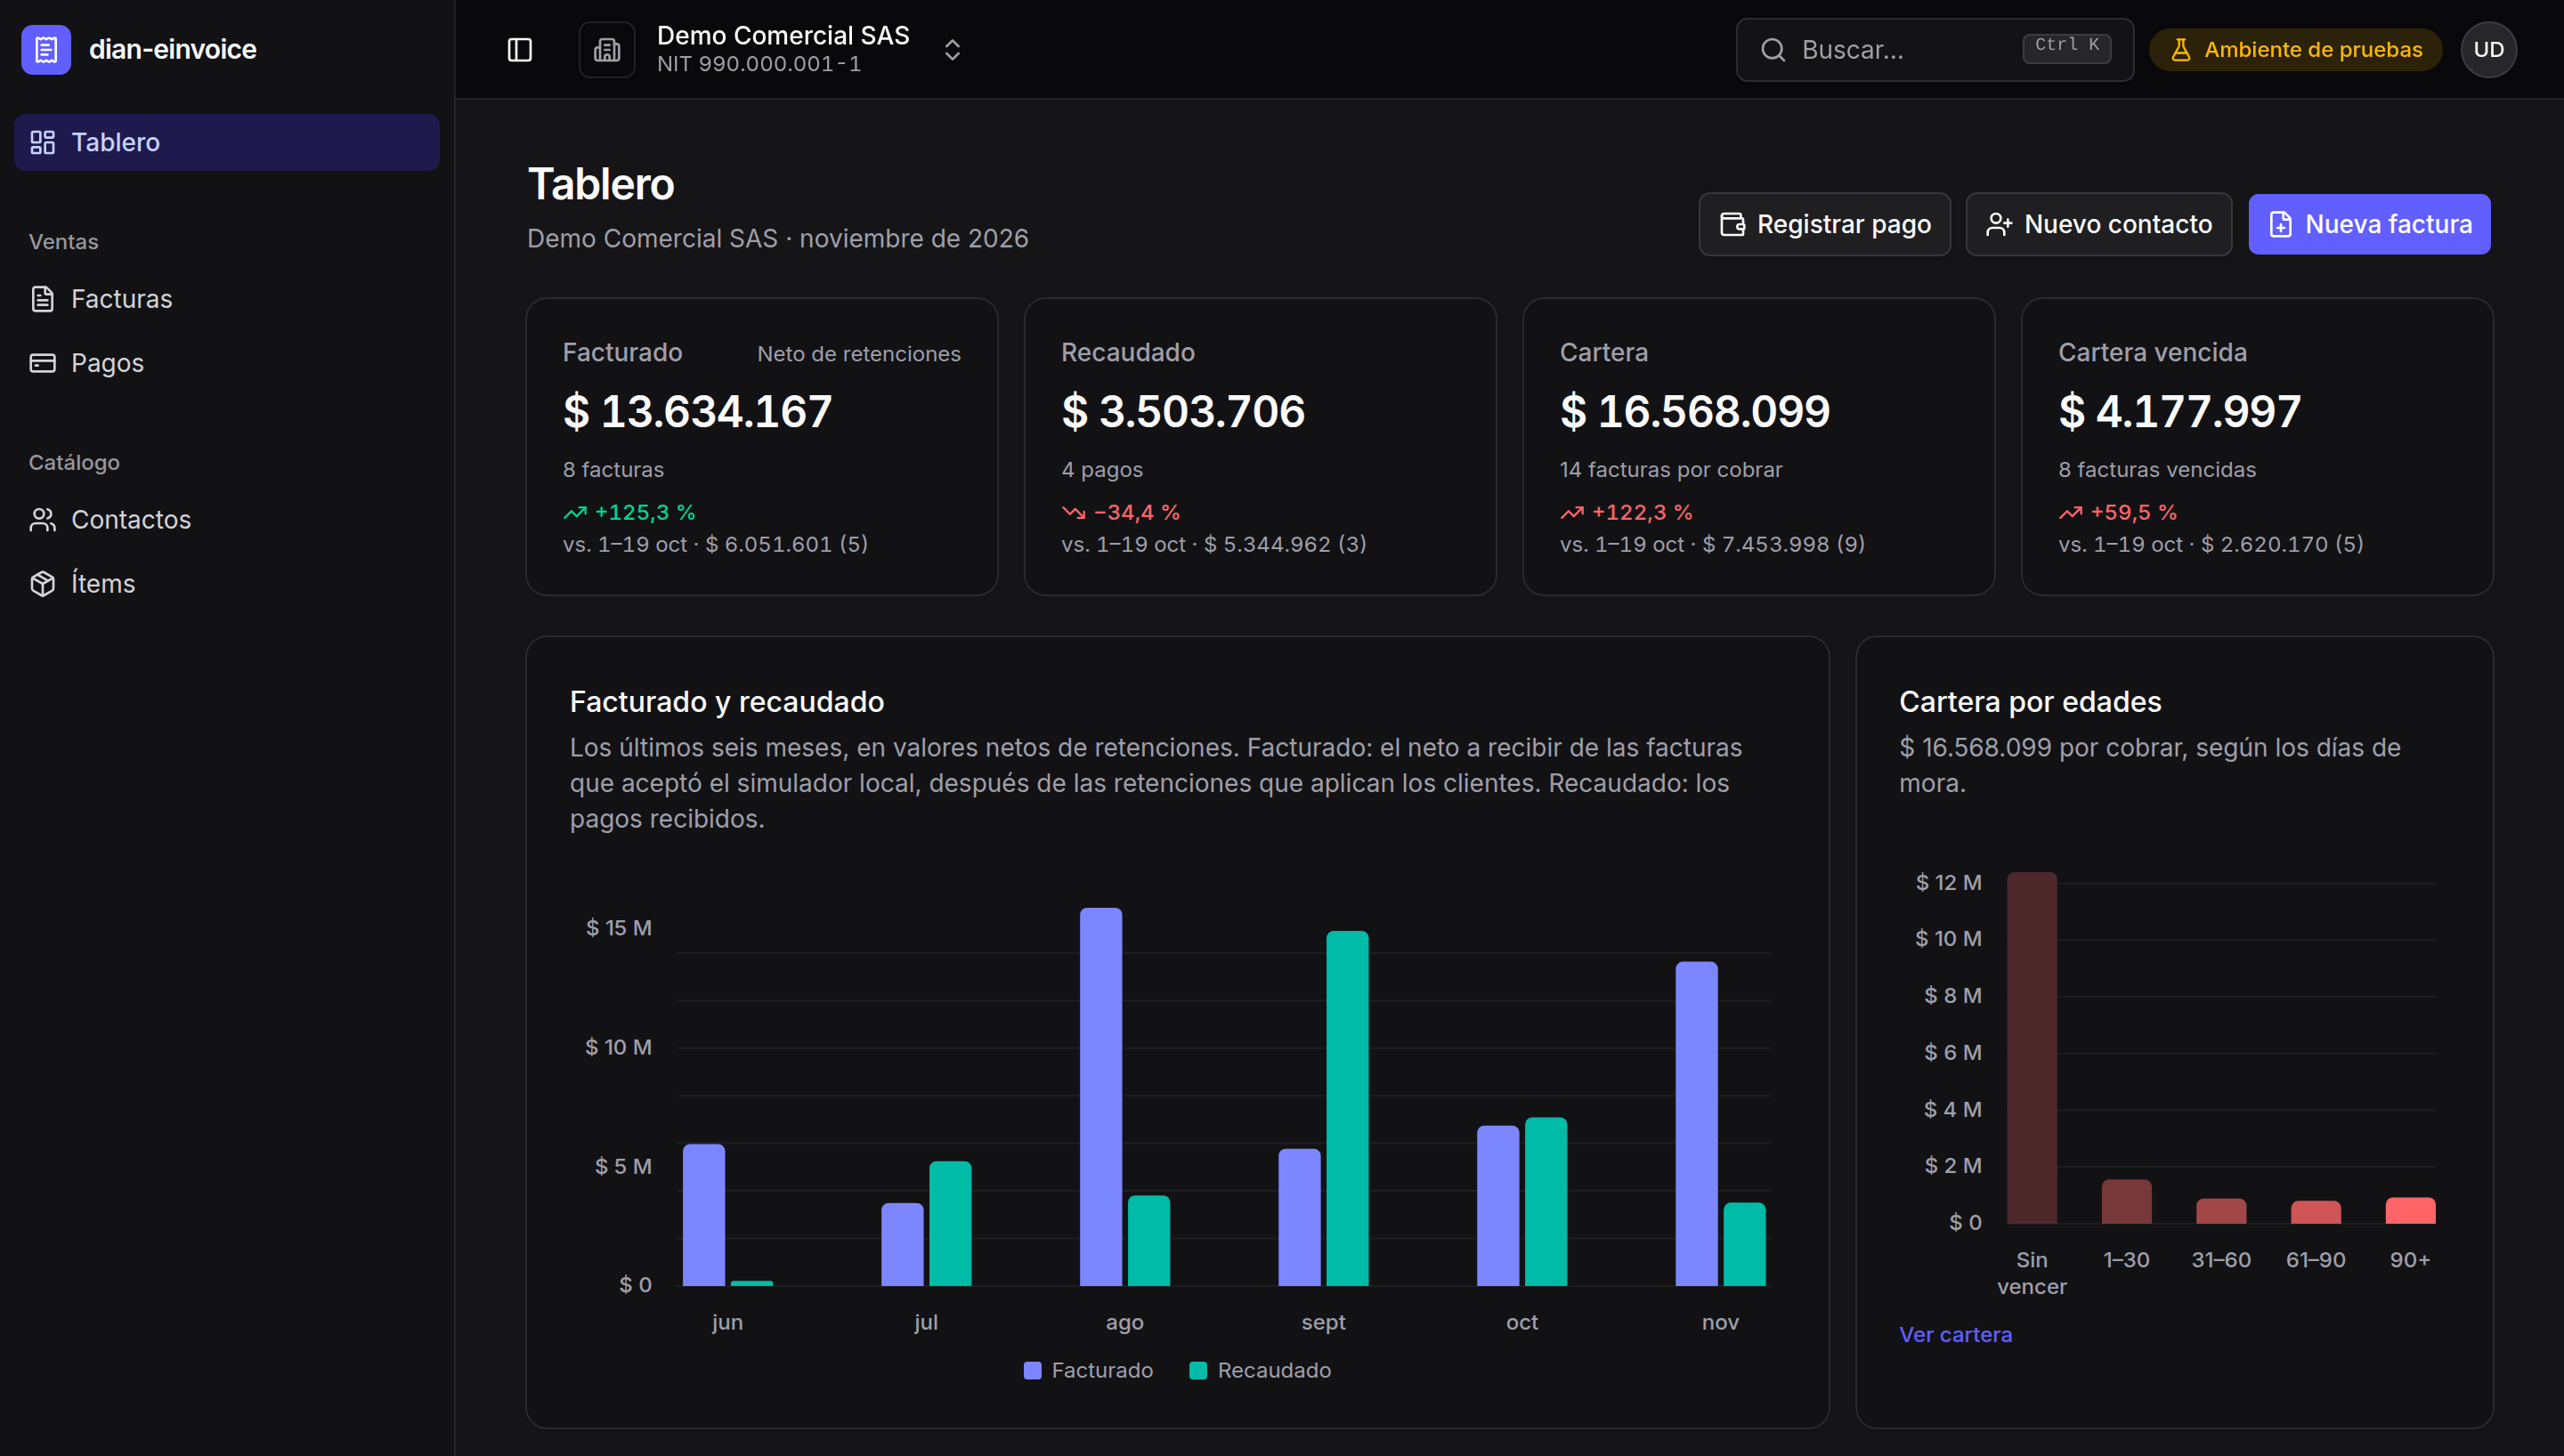 dian-einvoice
Demo Comercial SAS
NIT 990.000.001-1
Buscar...
Ctrl K
Ambiente de pruebas
UD
Tablero
Ventas
Facturas
Pagos
Catálogo
Contactos
Ítems
Tablero
Demo Comercial SAS · noviembre de 2026
Registrar pago
Nuevo contacto
Nueva factura
Facturado
Neto de retenciones
$ 13.634.167
8 facturas
+125,3 %
vs. 1–19 oct · $ 6.051.601 (5)
Recaudado
$ 3.503.706
4 pagos
−34,4 %
vs. 1–19 oct · $ 5.344.962 (3)
Cartera
$ 16.568.099
14 facturas por cobrar
+122,3 %
vs. 1–19 oct · $ 7.453.998 (9)
Cartera vencida
$ 4.177.997
8 facturas vencidas
+59,5 %
vs. 1–19 oct · $ 2.620.170 (5)
Facturado y recaudado
Los últimos seis meses, en valores netos de retenciones. Facturado: el neto a recibir de las facturas
que aceptó el simulador local, después de las retenciones que aplican los clientes. Recaudado: los
pagos recibidos.
$ 15 M
$ 10 M
$ 5 M
$ 0
jun
jul
ago
sept
oct
nov
Facturado
Recaudado
Cartera por edades
$ 16.568.099 por cobrar, según los días de
mora.
$ 12 M
$ 10 M
$ 8 M
$ 6 M
$ 4 M
$ 2 M
$ 0
Sin
vencer
1–30
31–60
61–90
90+
Ver cartera